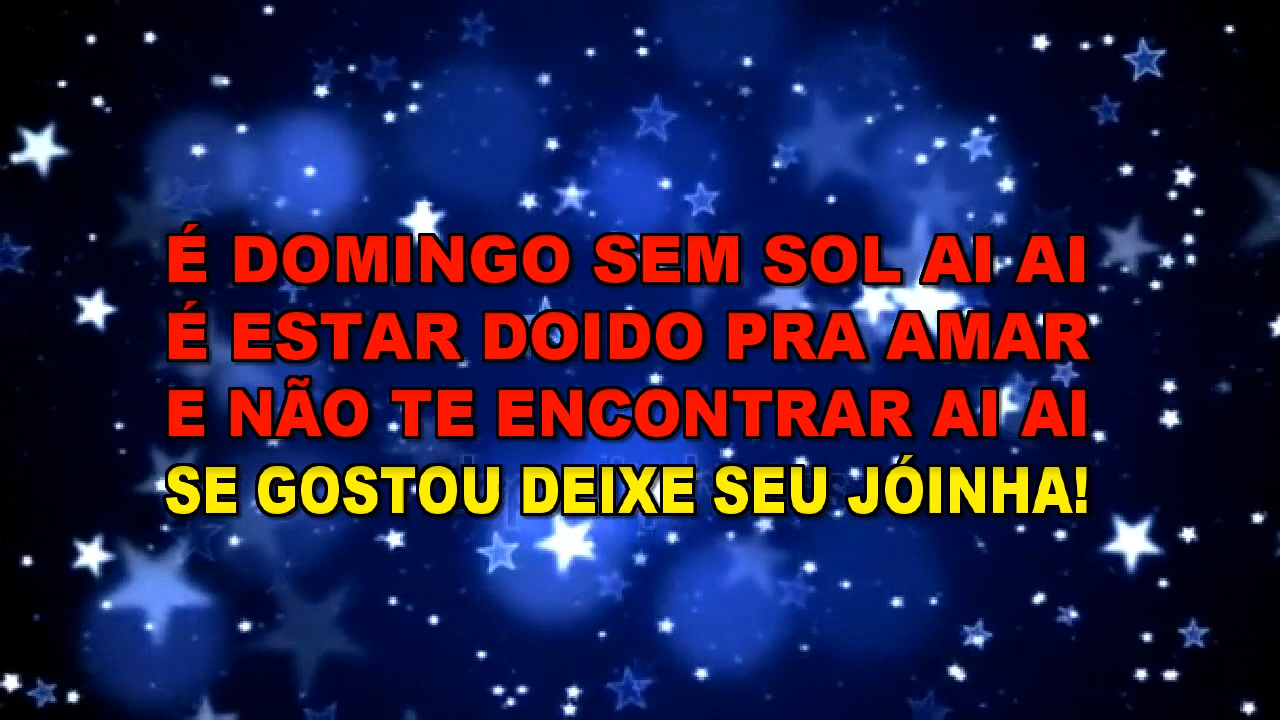 É DOMINGO SEM SOL AI AI
É ESTAR DOIDO PRA AMAR
E NÃO TE ENCONTRAR AI AI
SE GOSTOU DEIXE SEU JÓINHA!